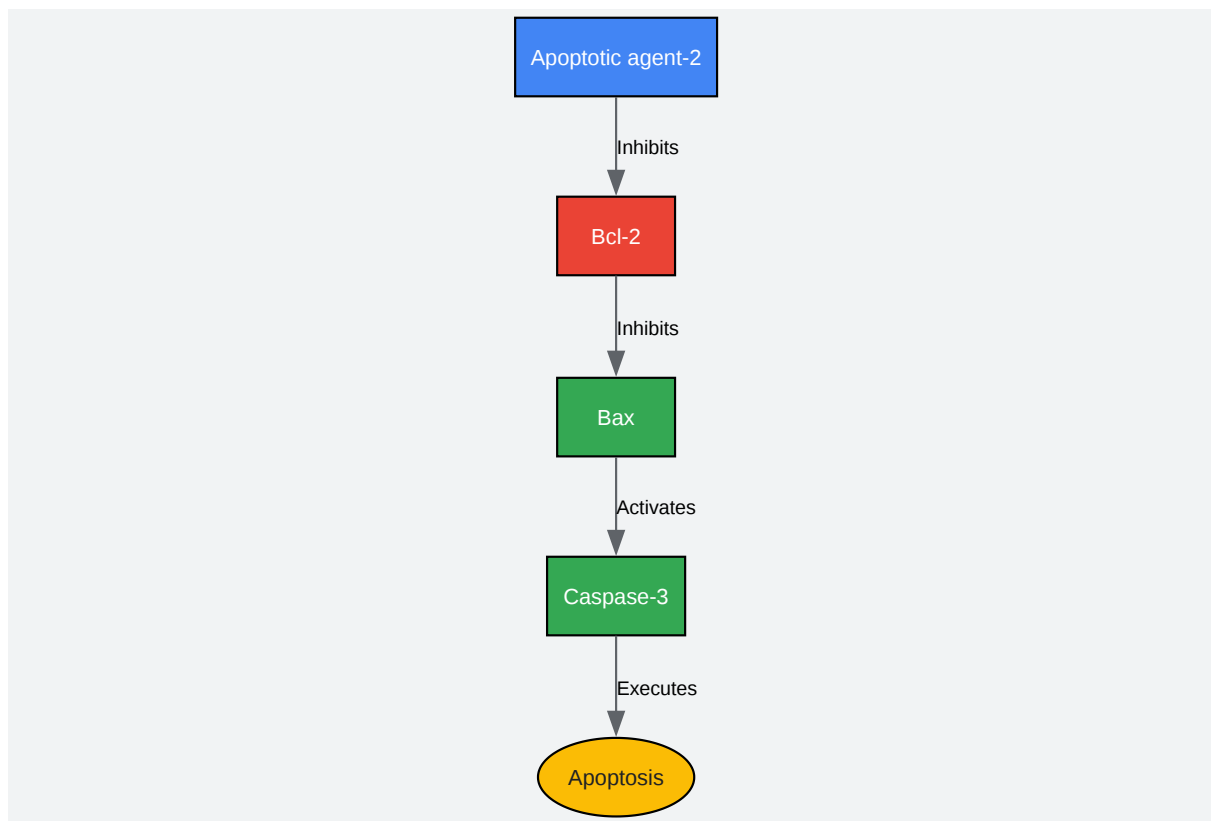 Apoptotic agent-2
Inhibits
Bcl-2
Inhibits
Bax
Activates
Caspase-3
Executes
Apoptosis